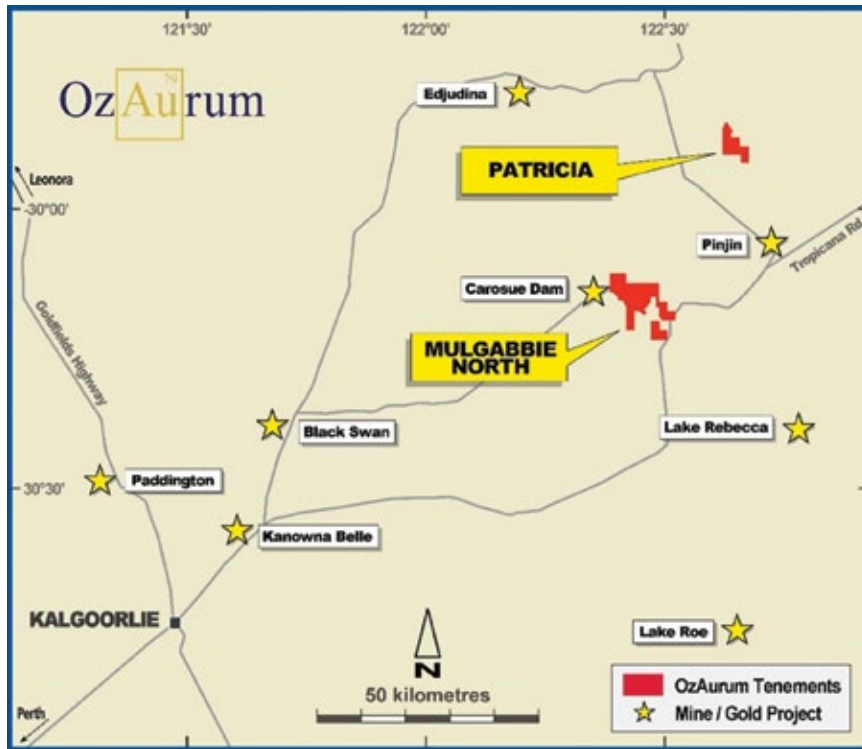 121°30'
122°00'
122°30'
79
OzAurum
Edjudina
PATRICIA
Leonora
-30°00'
Pinjin
Tropicana Rd.
Carosue Dam
Goldfields Highway
MULGABBIE
NORTH
Black Swan
Lake Rebecca
Paddington
30°30'
Kanowna Belle
KALGOORLIE
Lake Roe
N
50 kilometres
OzAurum Tenements
Mine / Gold Project
Perth